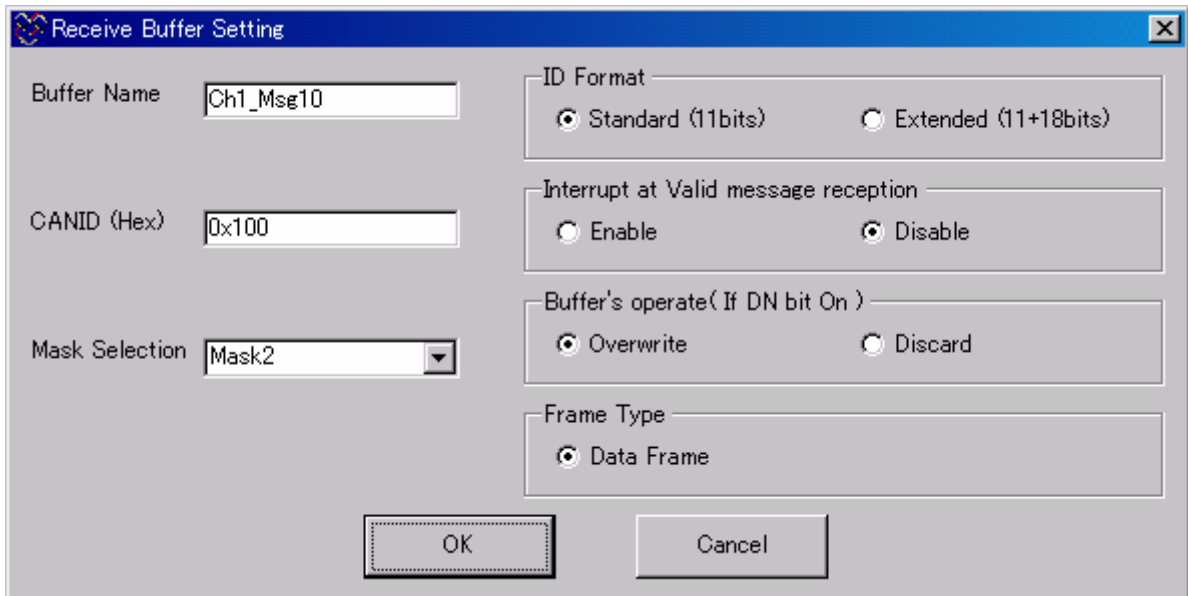 Receive Buffer Setting
Buffer Name
Ch1_Msg10
CANID (Hex)
0x100
Mask Selection
Mask2
ID Format
Standard (11bits)
Extended (11+18bits)
Interrupt at Valid message reception
Enable
Disable
Buffer's operate( If DN bit On )
Overwrite
Discard
Frame Type
Data Frame
OK
Cancel